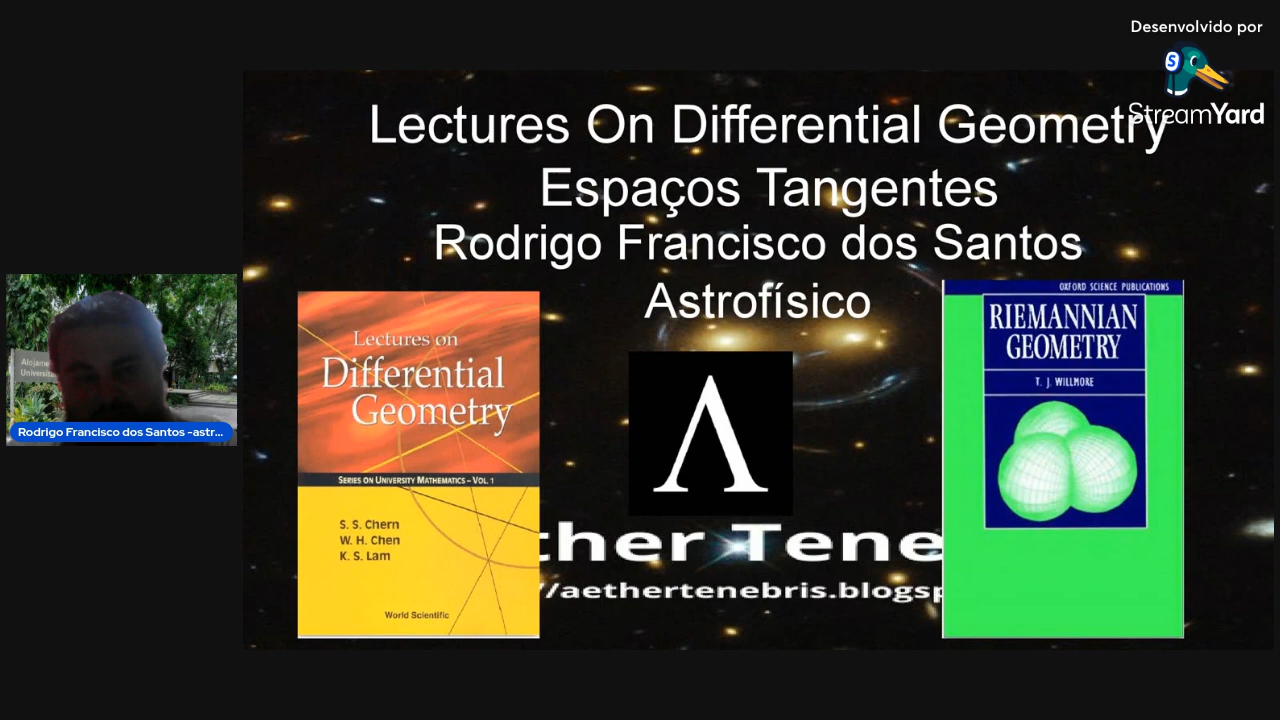 Desenvolvido por
StreamYard
Lectures On Differential Geometry
Espaços Tangentes
Rodrigo Francisco dos Santos
Astrofísico
Lectures on
Differential
Geometry
SERIES ON UNIVERSITY MATHEMATICS – VOL. 1
S. S. Chern
W. H. Chen
K. S. Lam
World Scientific
Λ
ther Tene
//aethertenebris.blogsp
OXFORD SCIENCE PUBLICATIONS
RIEMANNIAN
GEOMETRY
T. J. WILLMORE
Alojame
Universitá
Rodrigo Francisco dos Santos -astr...